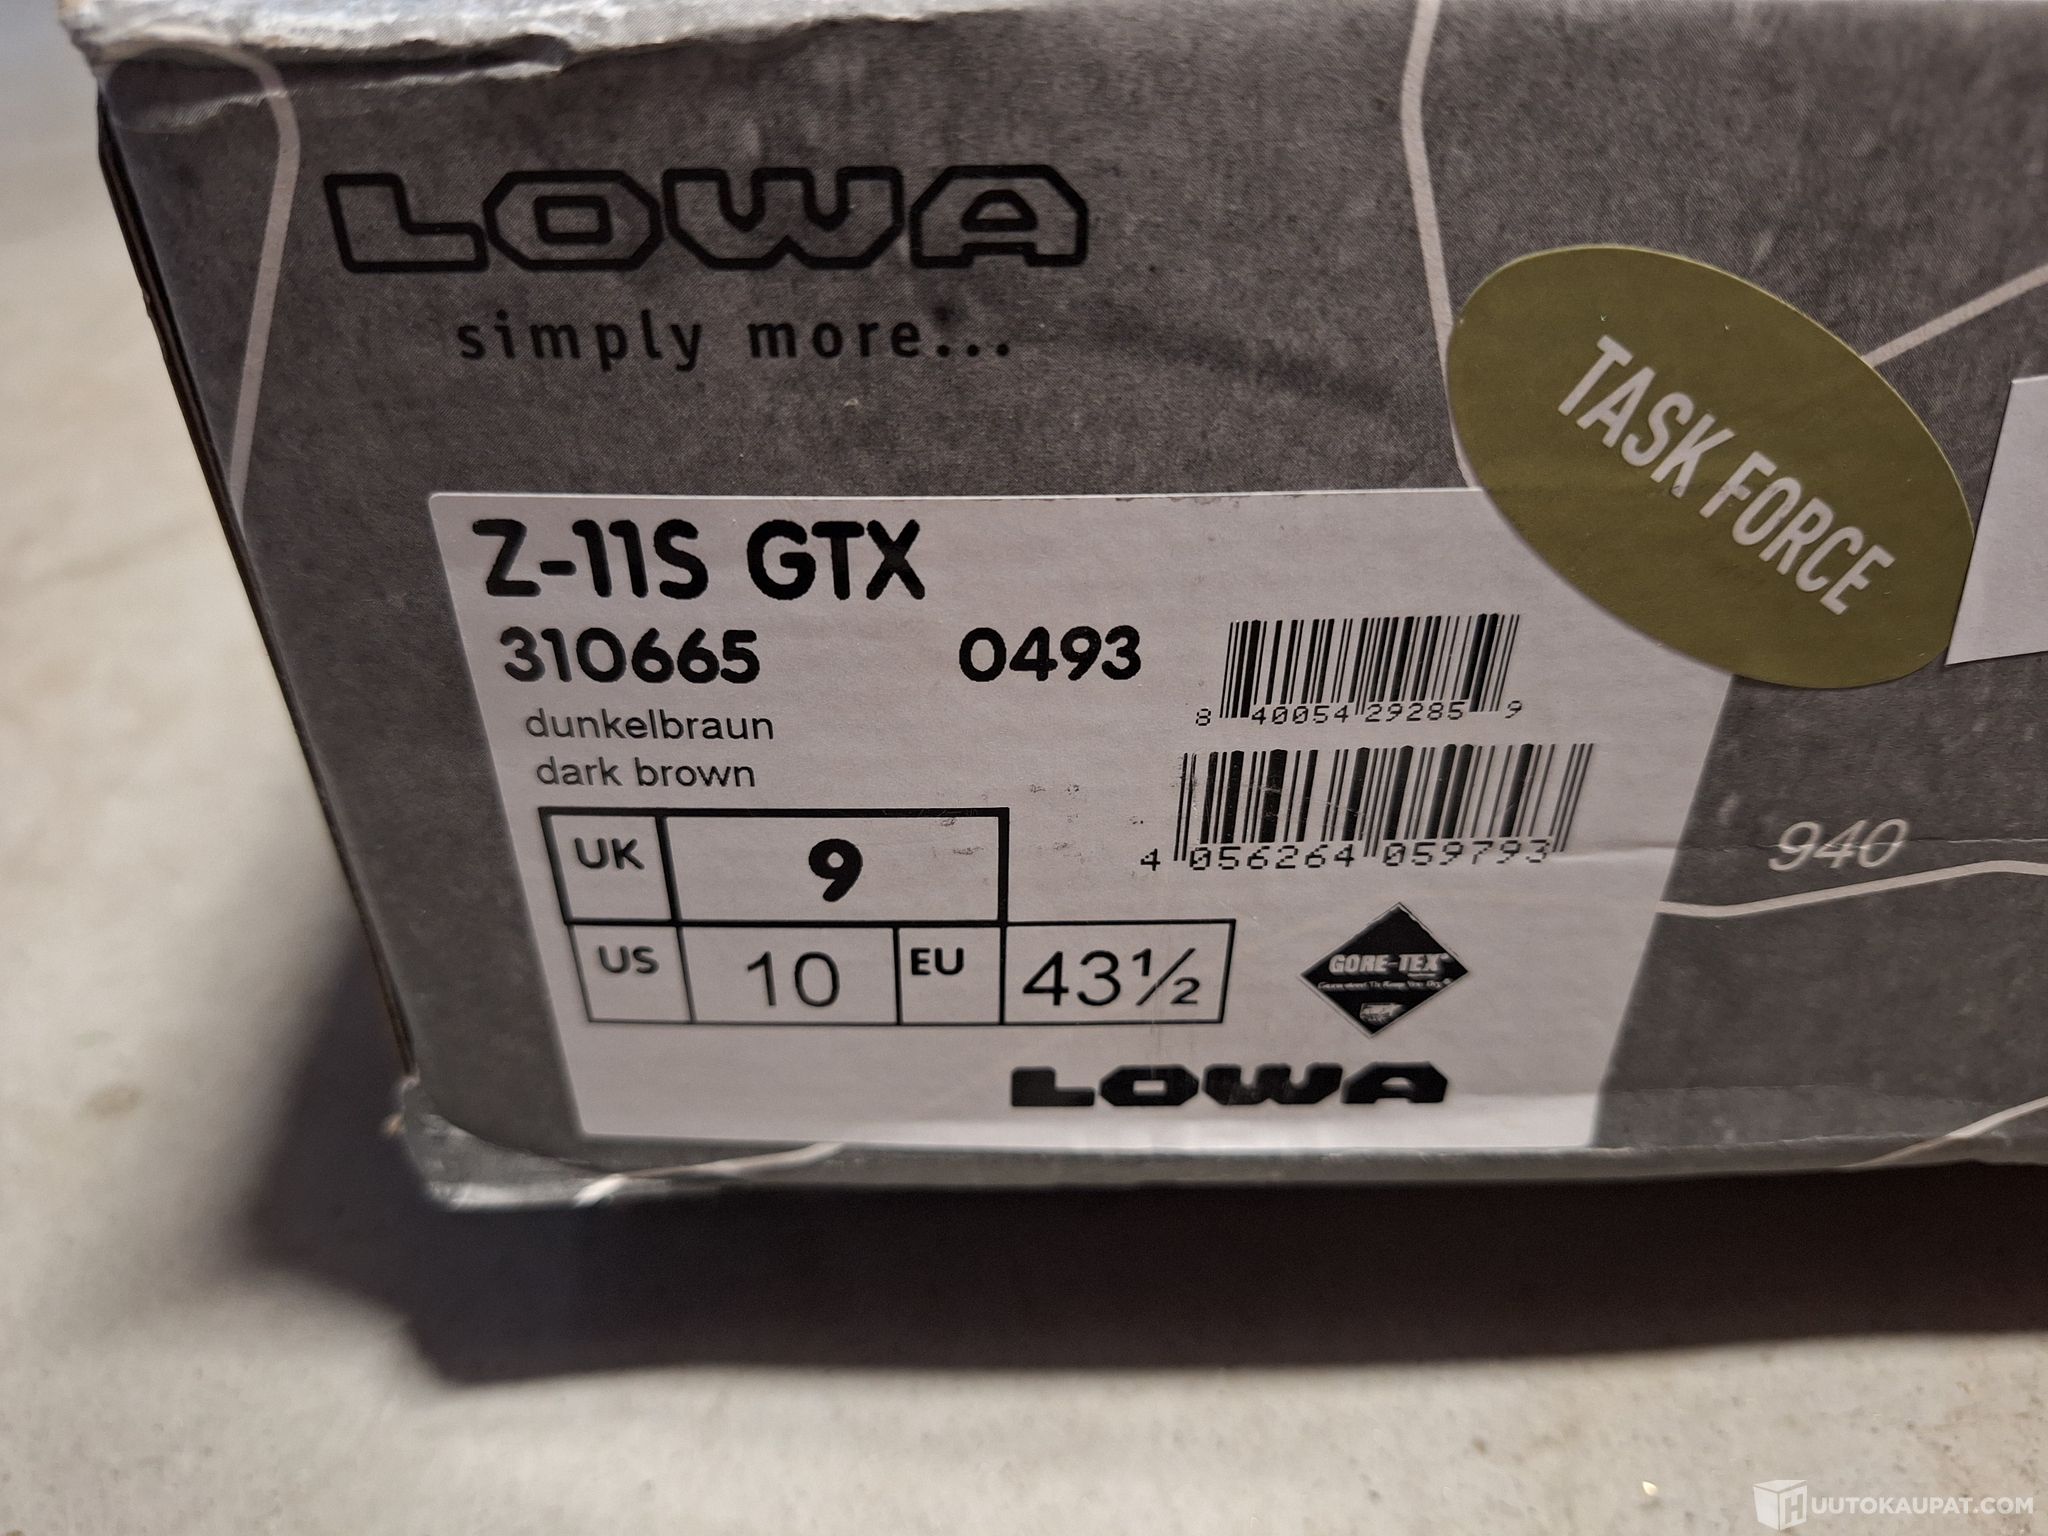 LOWA
simply more...
TASK FORCE
Z-11S GTX
310665 0493
8 40054 29285 9
dunkelbraun
dark brown
4 056264 059793
UK 9
940
US 10 EU 43½
GORE-TEX
LOWA
HUUTOKAUPAT.COM